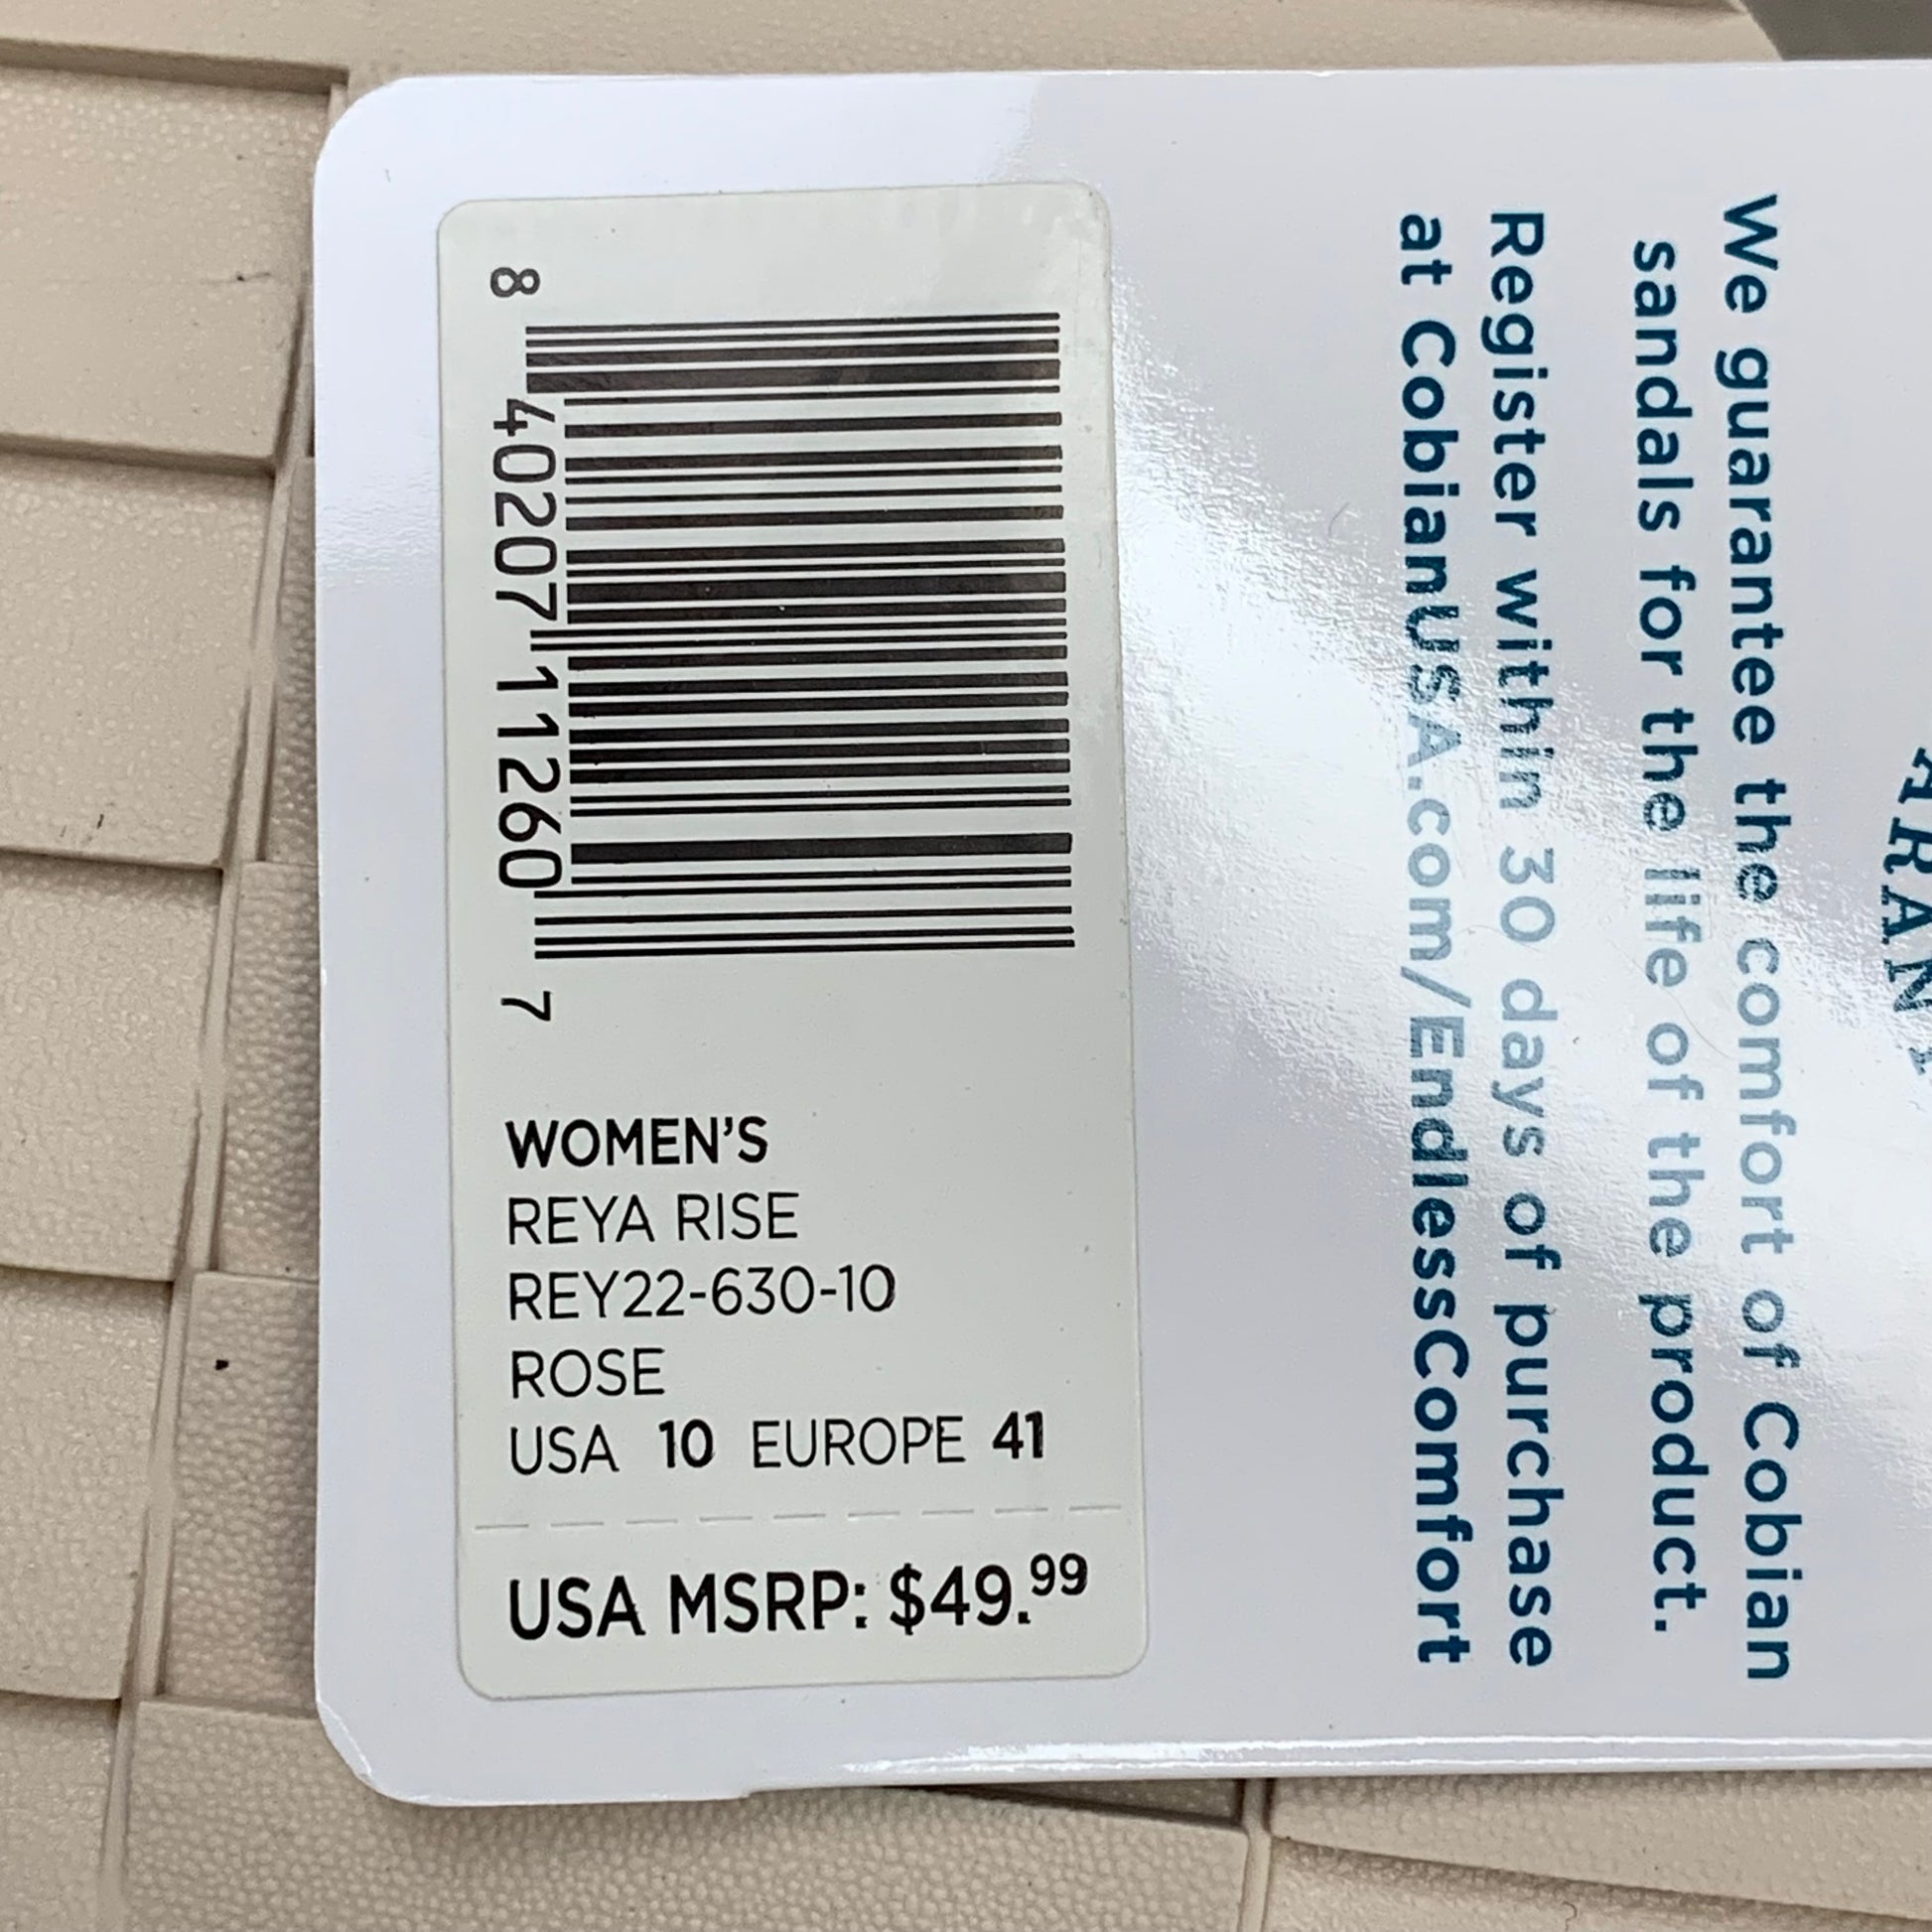 8 40207 11260 7
WOMEN'S
REYA RISE
REY22-630-10
ROSE
USA 10 EUROPE 41
USA MSRP: $49.99
We guarantee the comfort of Cobian
sandals for the life of the product.
Register within 30 days of purchase
at CobianUSA.com/EndlessComfort